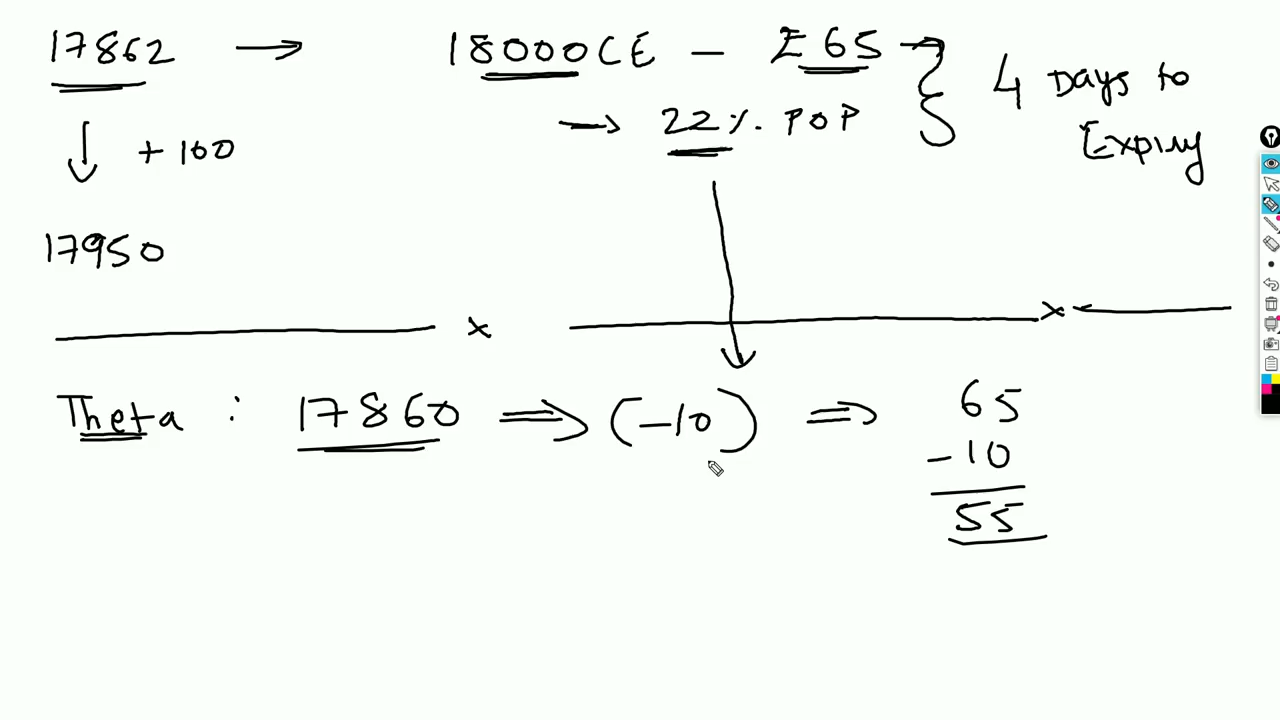 17862 → 18000CE - ₹65
→ 22% POP
4 Days to
Expiry
↓ + 100
17950
x x
Theta : 17860 ⇒ (-10) ⇒ 65
-10
55